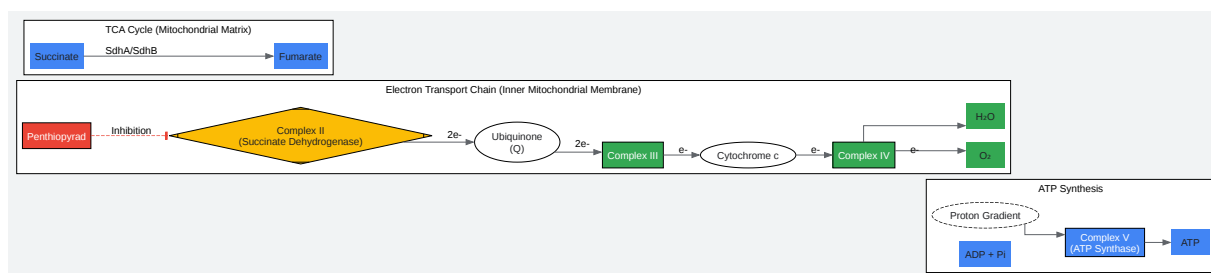 TCA Cycle (Mitochondrial Matrix)
Succinate
SdhA/SdhB
Fumarate
Electron Transport Chain (Inner Mitochondrial Membrane)
Penthiopyrad
Inhibition
Complex II
(Succinate Dehydrogenase)
2e-
Ubiquinone
(Q)
2e-
Complex III
e-
Cytochrome c
e-
Complex IV
e-
H₂O
O₂
ATP Synthesis
Proton Gradient
ADP + Pi
Complex V
(ATP Synthase)
ATP